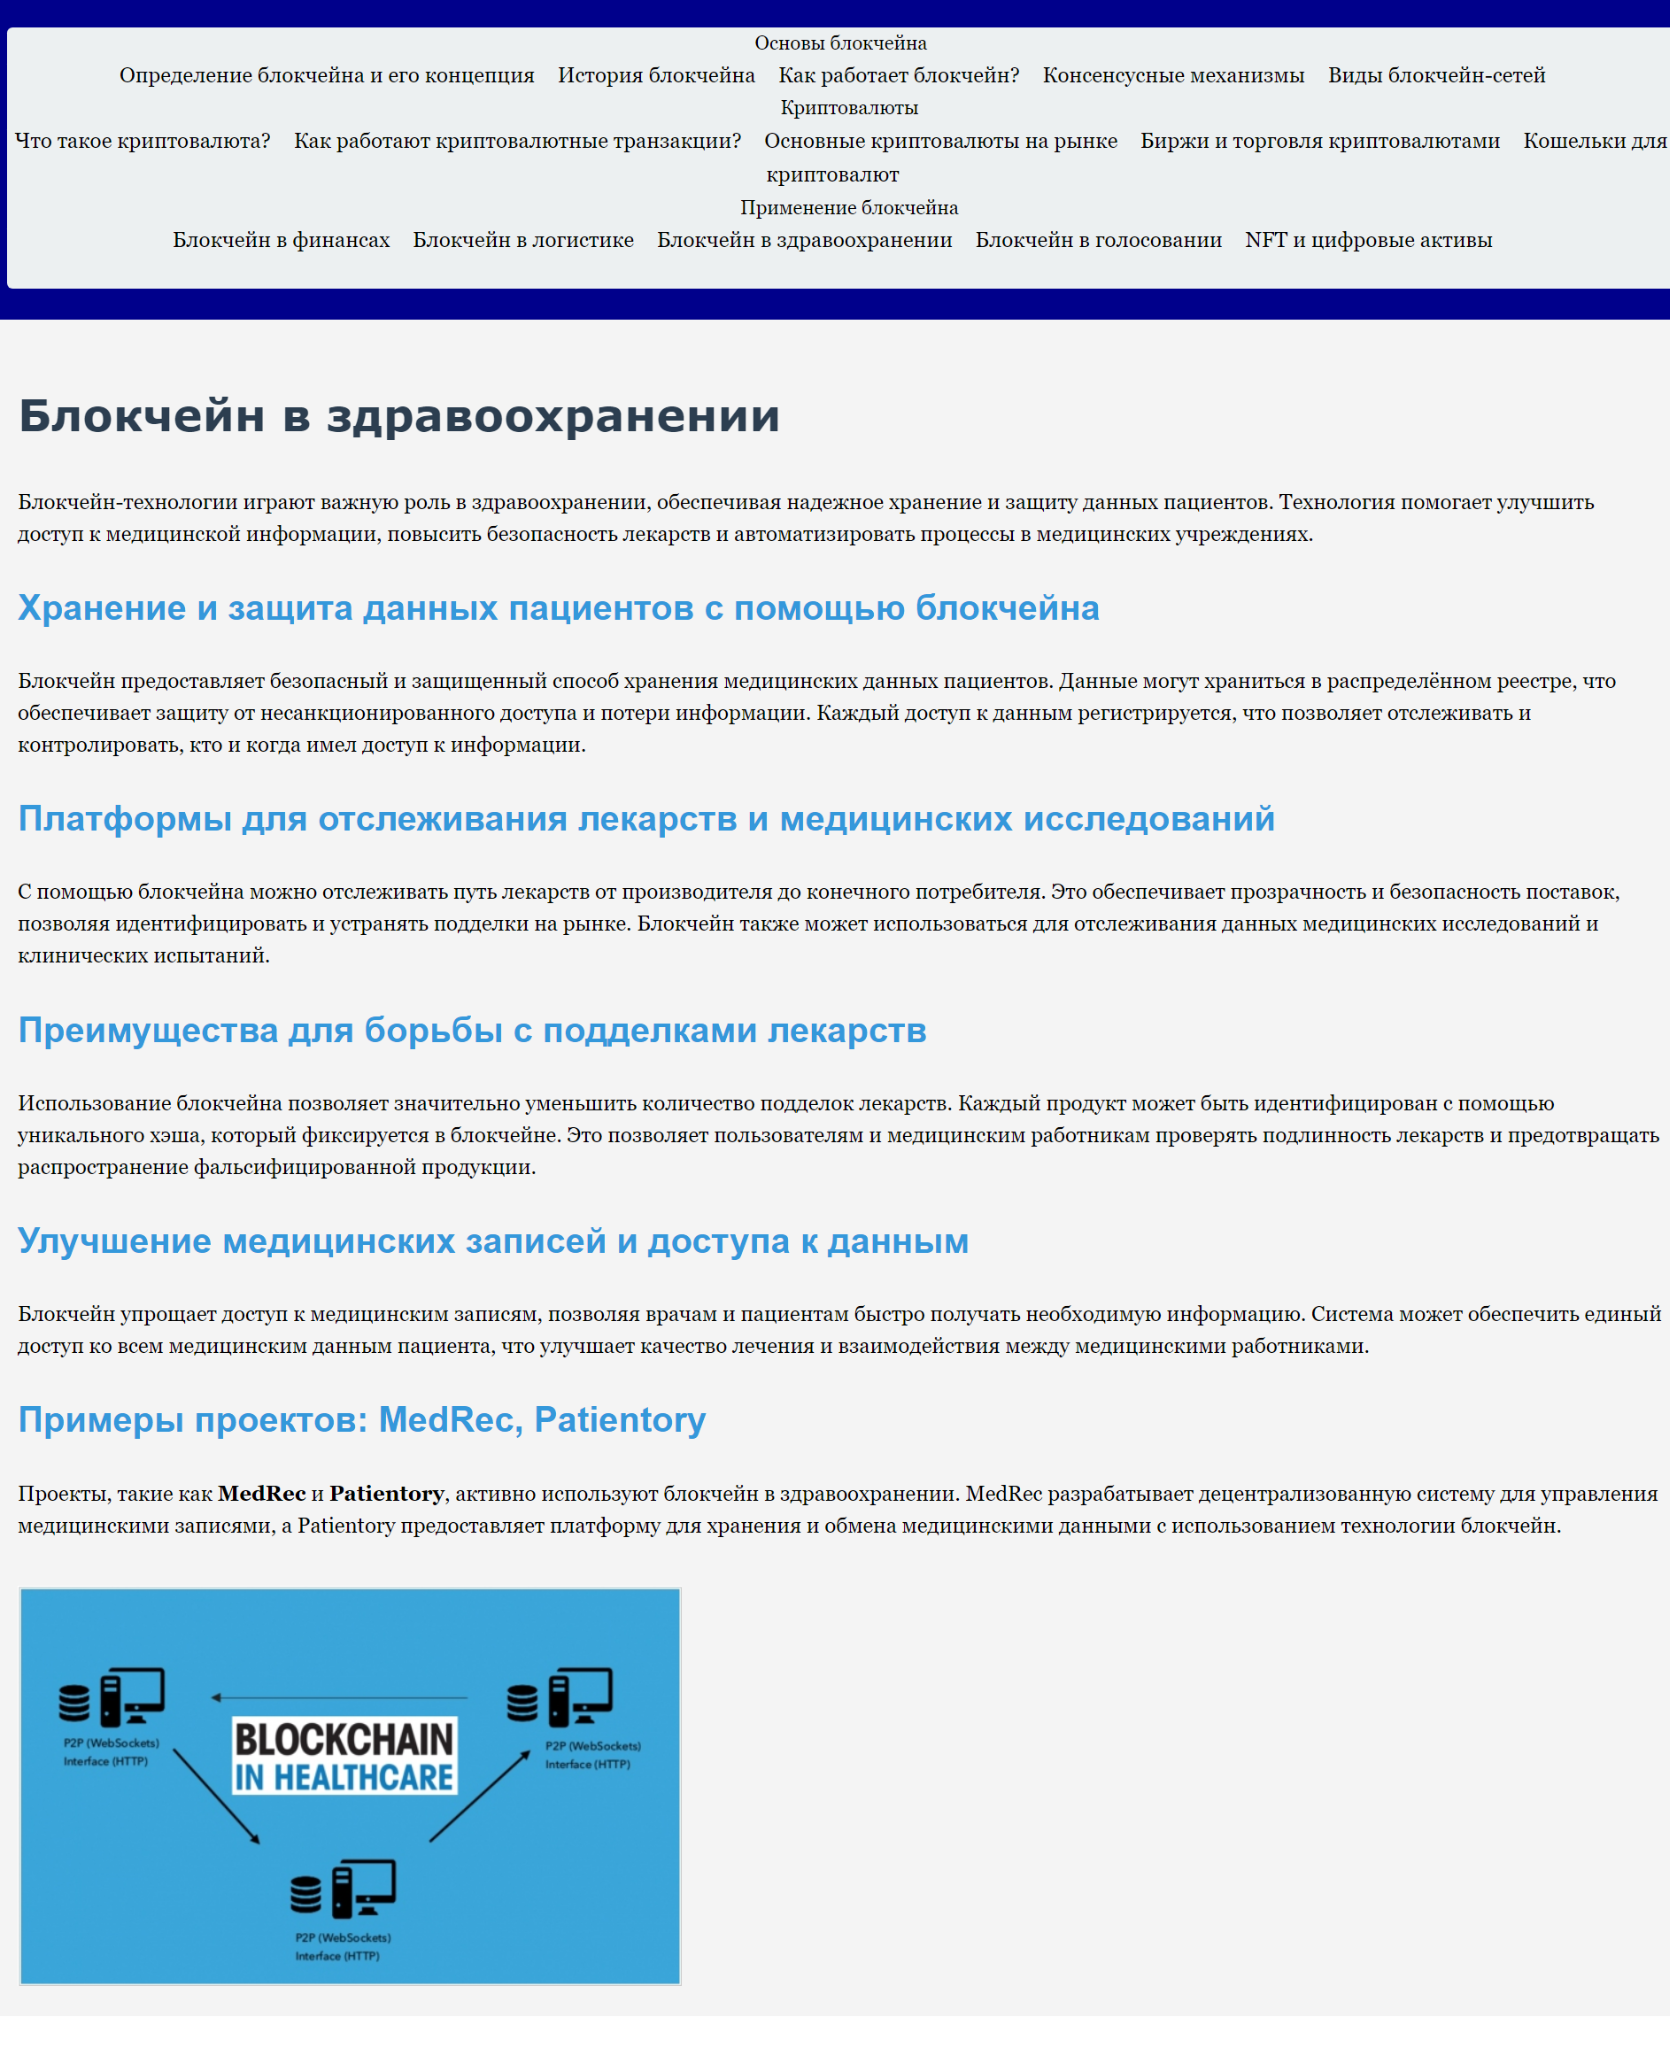 Основы блокчейна
Определение блокчейна и его концепция История блокчейна Как работает блокчейн? Консенсусные механизмы Виды блокчейн-сетей
Криптовалюты
Что такое криптовалюта? Как работают криптовалютные транзакции? Основные криптовалюты на рынке Биржи и торговля криптовалютами Кошельки для
криптовалют
Применение блокчейна
Блокчейн в финансах Блокчейн в логистике Блокчейн в здравоохранении Блокчейн в голосовании NFT и цифровые активы
Блокчейн в здравоохранении
Блокчейн-технологии играют важную роль в здравоохранении, обеспечивая надежное хранение и защиту данных пациентов. Технология помогает улучшить
доступ к медицинской информации, повысить безопасность лекарств и автоматизировать процессы в медицинских учреждениях.
Хранение и защита данных пациентов с помощью блокчейна
Блокчейн предоставляет безопасный и защищенный способ хранения медицинских данных пациентов. Данные могут храниться в распределённом реестре, что
обеспечивает защиту от несанкционированного доступа и потери информации. Каждый доступ к данным регистрируется, что позволяет отслеживать и
контролировать, кто и когда имел доступ к информации.
Платформы для отслеживания лекарств и медицинских исследований
С помощью блокчейна можно отслеживать путь лекарств от производителя до конечного потребителя. Это обеспечивает прозрачность и безопасность поставок,
позволяя идентифицировать и устранять подделки на рынке. Блокчейн также может использоваться для отслеживания данных медицинских исследований и
клинических испытаний.
Преимущества для борьбы с подделками лекарств
Использование блокчейна позволяет значительно уменьшить количество подделок лекарств. Каждый продукт может быть идентифицирован с помощью
уникального хэша, который фиксируется в блокчейне. Это позволяет пользователям и медицинским работникам проверять подлинность лекарств и предотвращать
распространение фальсифицированной продукции.
Улучшение медицинских записей и доступа к данным
Блокчейн упрощает доступ к медицинским записям, позволяя врачам и пациентам быстро получать необходимую информацию. Система может обеспечить единый
доступ ко всем медицинским данным пациента, что улучшает качество лечения и взаимодействия между медицинскими работниками.
Примеры проектов: MedRec, Patientory
Проекты, такие как MedRec и Patientory, активно используют блокчейн в здравоохранении. MedRec разрабатывает децентрализованную систему для управления
медицинскими записями, а Patientory предоставляет платформу для хранения и обмена медицинскими данными с использованием технологии блокчейн.
BLOCKCHAIN
IN HEALTHCARE
P2P (WebSockets)
Interface (HTTP)
P2P (WebSockets)
Interface (HTTP)
P2P (WebSockets)
Interface (HTTP)